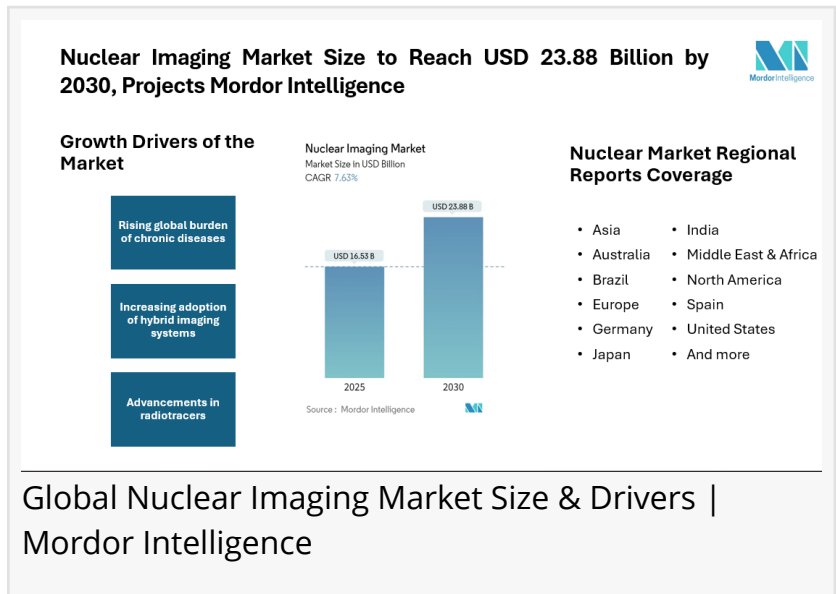 Nuclear Imaging Market Size to Reach USD 23.88 Billion by
2030, Projects Mordor Intelligence
Mordor Intelligence
Growth Drivers of the
Market
Rising global burden
of chronic diseases
Increasing adoption
of hybrid imaging
systems
Advancements in
radiotracers
Nuclear Imaging Market
Market Size in USD Billion
CAGR 7.63%
USD 16.53 B
USD 23.88 B
2025
2030
Source : Mordor Intelligence
Nuclear Market Regional
Reports Coverage
• Asia
• Australia
• Brazil
• Europe
• Germany
• Japan
• India
• Middle East & Africa
• North America
• Spain
• United States
• And more
Global Nuclear Imaging Market Size & Drivers |
Mordor Intelligence